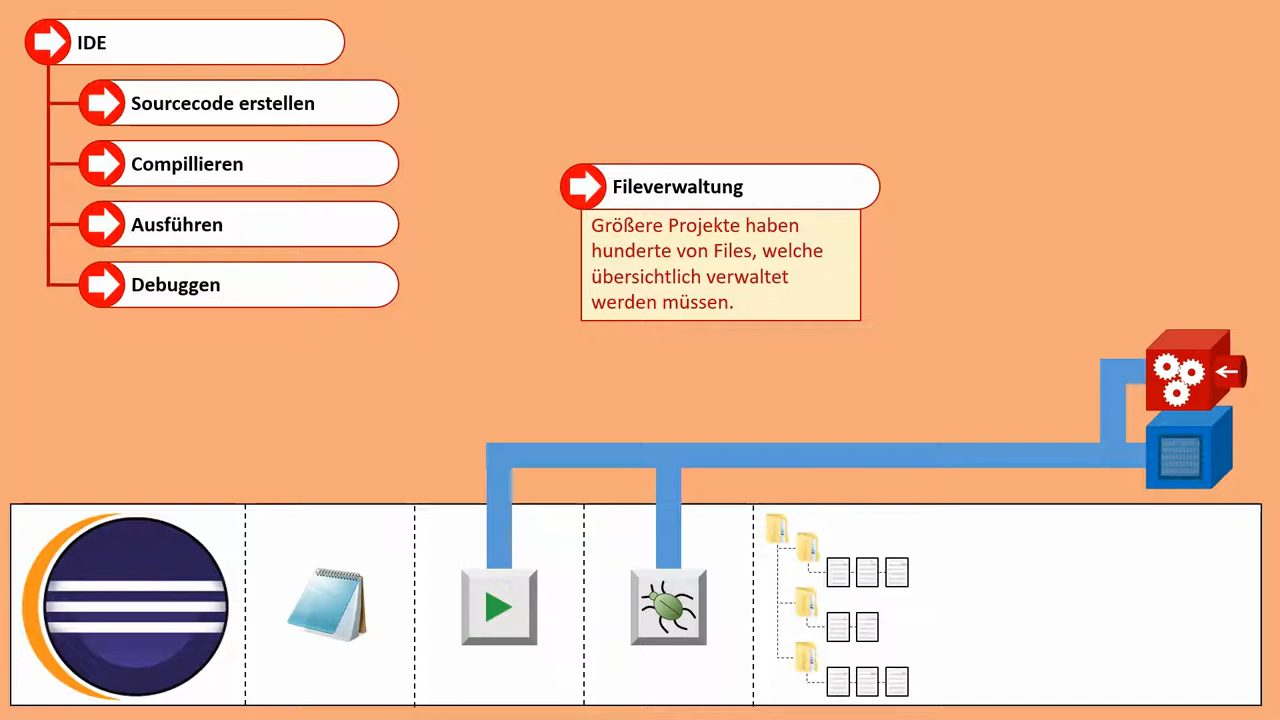 IDE
Sourcecode erstellen
Compillieren
Ausführen
Debuggen
Fileverwaltung
Größere Projekte haben
hunderte von Files, welche
übersichtlich verwaltet
werden müssen.